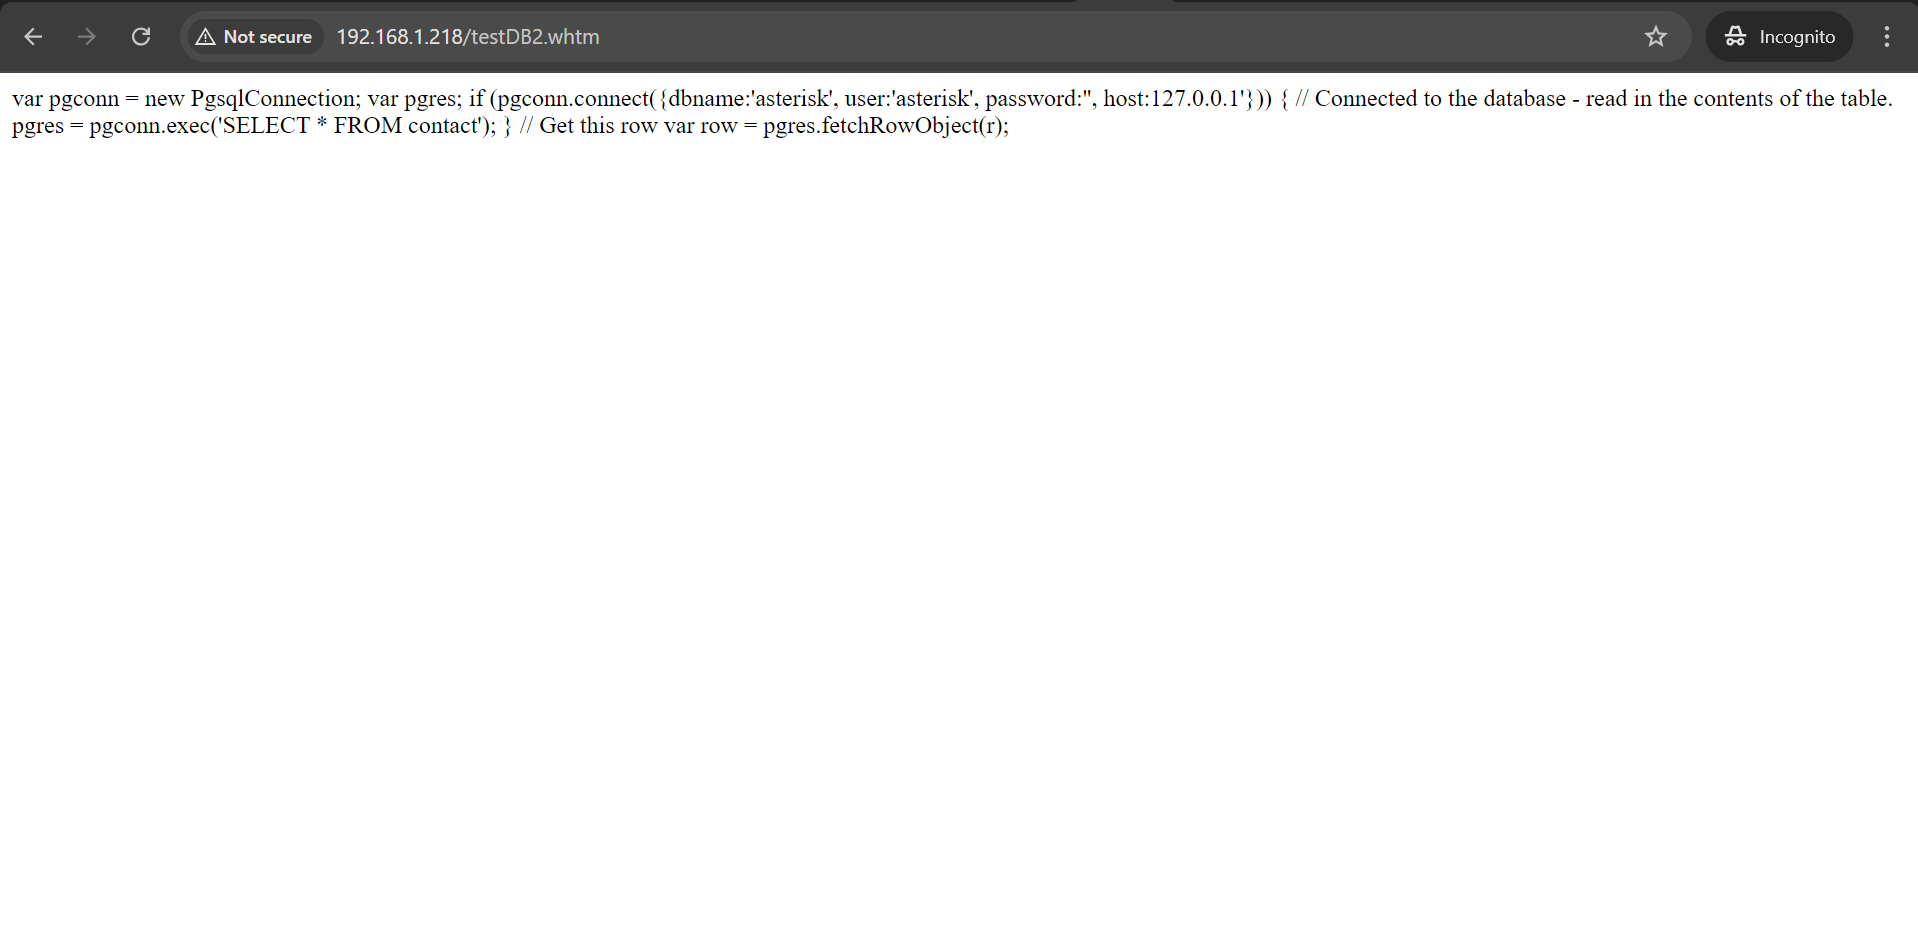 Not secure 192.168.1.218/testDB2.whtm Incognito
var pgconn = new PgsqlConnection; var pgres; if (pgconn.connect({dbname:'asterisk', user:'asterisk', password:'', host:127.0.0.1'})) { // Connected to the database - read in the contents of the table.
pgres = pgconn.exec('SELECT * FROM contact'); } // Get this row var row = pgres.fetchRowObject(r);